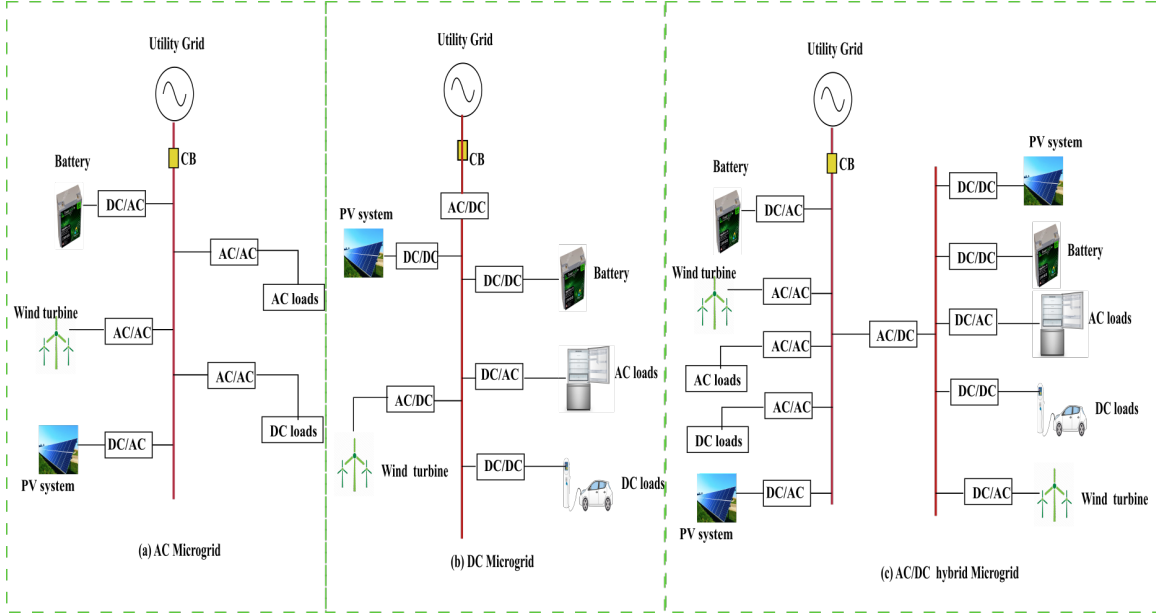 Utility Grid
CB
Battery
DC/AC
AC/AC
AC loads
Wind turbine
AC/AC
AC/AC
DC loads
DC/AC
PV system
(a) AC Microgrid
Utility Grid
CB
AC/DC
PV system
DC/DC
DC/DC
Battery
DC/AC
AC loads
AC/DC
Wind turbine
DC/DC
DC loads
(b) DC Microgrid
Utility Grid
CB
Battery
DC/AC
Wind turbine
AC/AC
AC/AC
AC loads
AC/AC
DC loads
DC/AC
PV system
AC/DC
PV system
DC/DC
DC/DC
Battery
DC/AC
AC loads
DC/DC
DC loads
DC/AC
Wind turbine
(c) AC/DC hybrid Microgrid